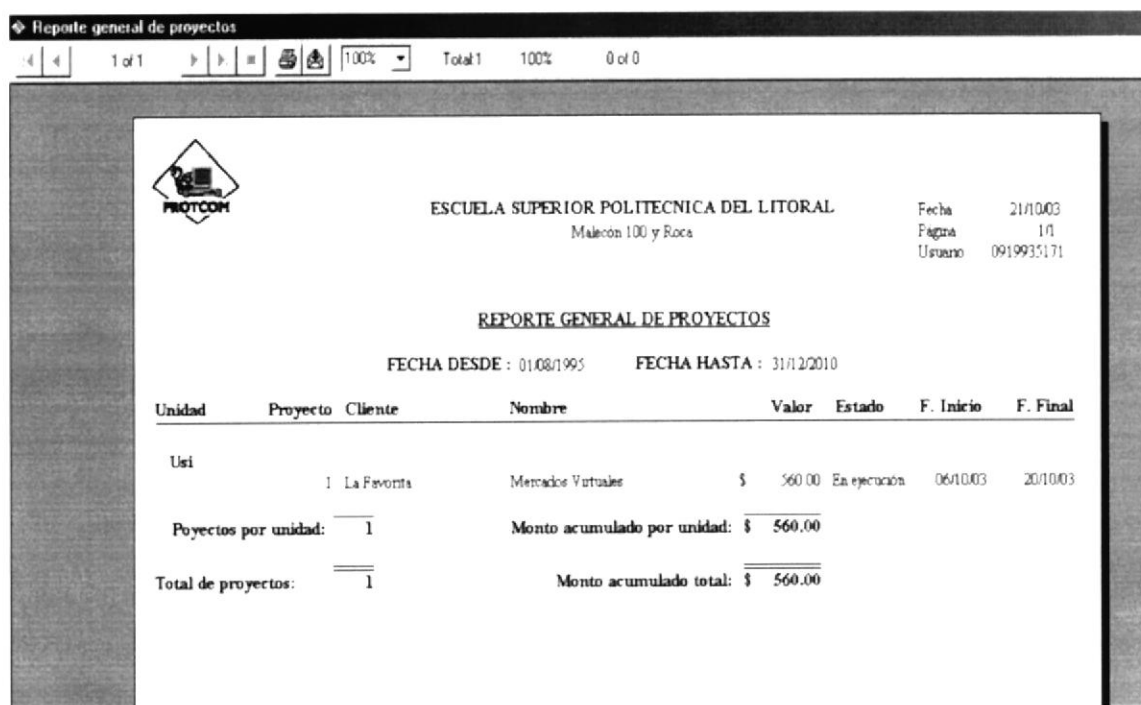 Reporte general de proyectos
1 of 1 100% Total:1 100% 0 of 0
PROTCOM
ESCUELA SUPERIOR POLITECNICA DEL LITORAL
Malecón 100 y Roca
Fecha 21/10/03
Página 1/1
Usuario 0919935171
REPORTE GENERAL DE PROYECTOS
FECHA DESDE : 01/08/1995 FECHA HASTA : 31/12/2010
Unidad Proyecto Cliente Nombre Valor Estado F. Inicio F. Final
Usi
1 La Favorita Mercados Virtuales $ 560.00 En ejecución 06/10/03 20/10/03
Poyectos por unidad: 1 Monto acumulado por unidad: $ 560.00
Total de proyectos: 1 Monto acumulado total: $ 560.00